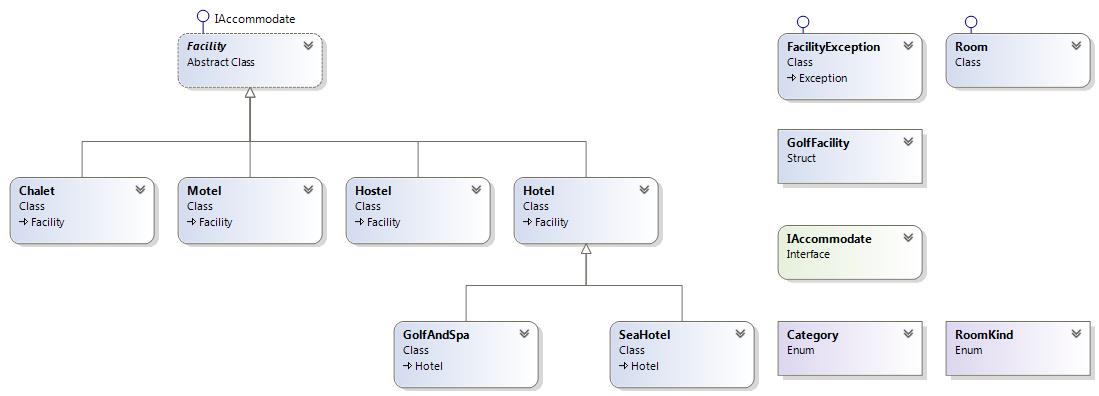 IAccommodate
Facility
Abstract Class
FacilityException
Class
Exception
Room
Class
GolfFacility
Struct
Chalet
Class
Facility
Motel
Class
Facility
Hostel
Class
Facility
Hotel
Class
Facility
IAccommodate
Interface
GolfAndSpa
Class
Hotel
SeaHotel
Class
Hotel
Category
Enum
RoomKind
Enum